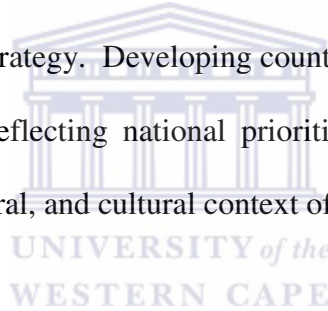 rategy. Developing count
eflecting national prioriti
ral, and cultural context of
UNIVERSITY of the
WESTERN CAPE